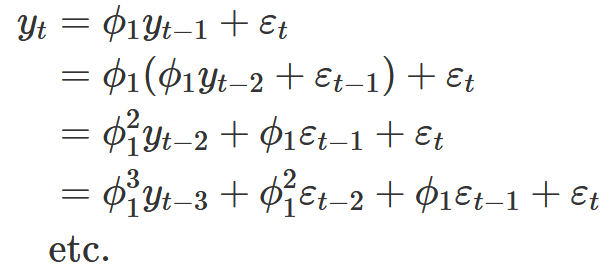 yₜ = ϕ₁yₜ₋₁ + εₜ
= ϕ₁(ϕ₁yₜ₋₂ + εₜ₋₁) + εₜ
= ϕ₁²yₜ₋₂ + ϕ₁εₜ₋₁ + εₜ
= ϕ₁³yₜ₋₃ + ϕ₁²εₜ₋₂ + ϕ₁εₜ₋₁ + εₜ
etc.